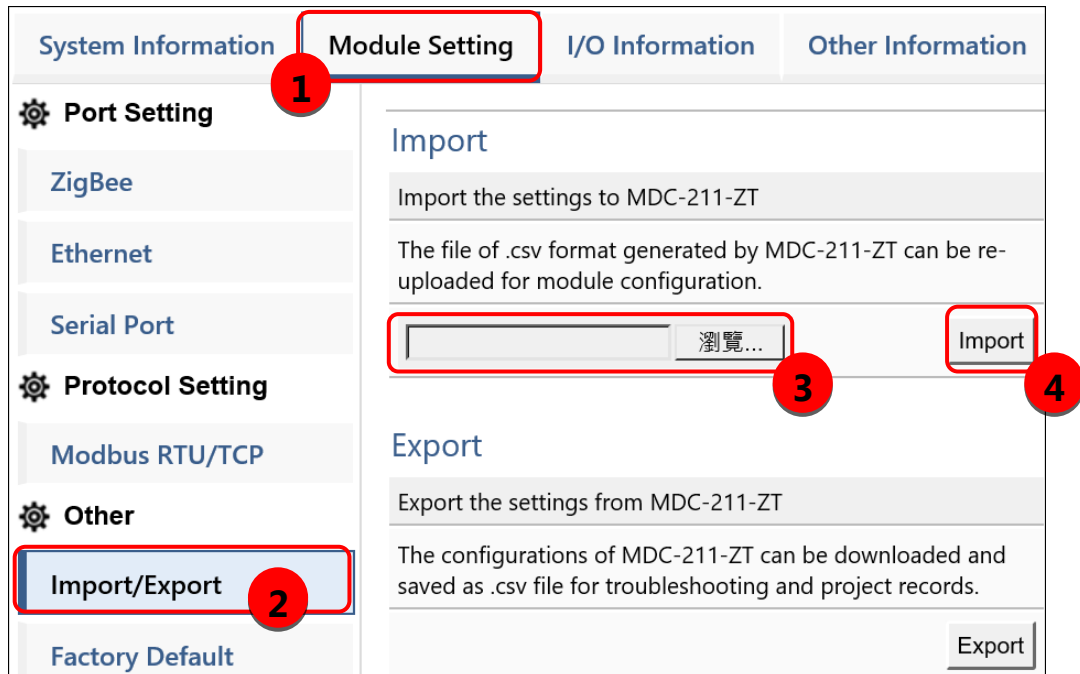 System Information
Module Setting
I/O Information
Other Information
1
Port Setting
ZigBee
Ethernet
Serial Port
Protocol Setting
Modbus RTU/TCP
Other
Import/Export
2
Factory Default
Import
Import the settings to MDC-211-ZT
The file of .csv format generated by MDC-211-ZT can be re-
uploaded for module configuration.
瀏覽...
3
Import
4
Export
Export the settings from MDC-211-ZT
The configurations of MDC-211-ZT can be downloaded and
saved as .csv file for troubleshooting and project records.
Export